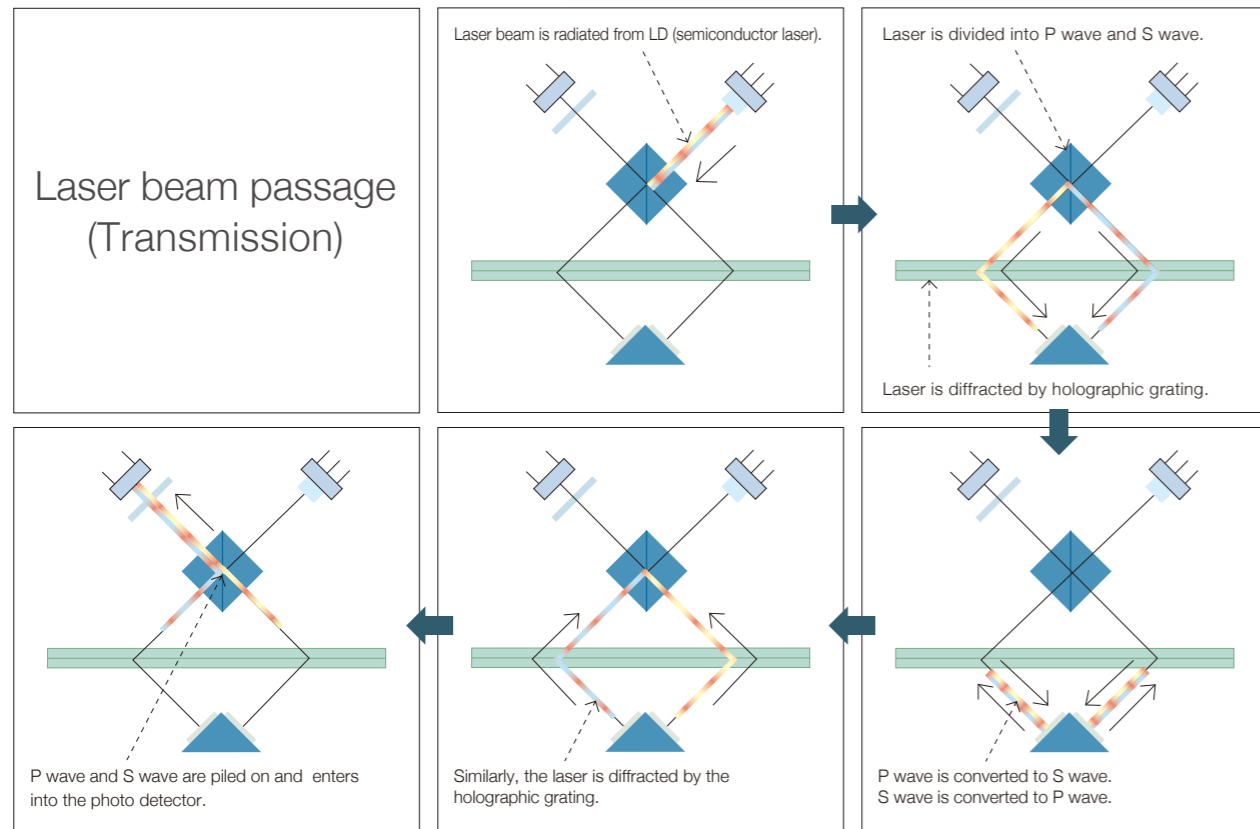 Laser beam passage
(Transmission)
Laser beam is radiated from LD (semiconductor laser).
Laser is divided into P wave and S wave.
Laser is diffracted by holographic grating.
P wave is converted to S wave.
S wave is converted to P wave.
Similarly, the laser is diffracted by the
holographic grating.
P wave and S wave are piled on and enters
into the photo detector.